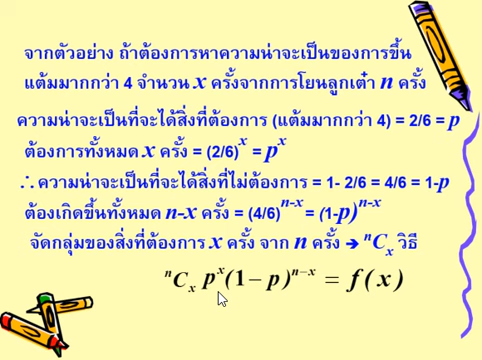 จากตัวอย่าง ถ้าต้องการหาความน่าจะเป็นของการขึ้น
แต้มมากกว่า 4 จำนวน x ครั้งจากการโยนลูกเต๋า n ครั้ง
ความน่าจะเป็นที่จะได้สิ่งที่ต้องการ (แต้มมากกว่า 4) = 2/6 = p
ต้องการทั้งหมด x ครั้ง = (2/6)^x = p^x
∴ ความน่าจะเป็นที่จะได้สิ่งที่ไม่ต้องการ = 1- 2/6 = 4/6 = 1-p
ต้องเกิดขึ้นทั้งหมด n-x ครั้ง = (4/6)^{n-x} = (1-p)^{n-x}
จัดกลุ่มของสิ่งที่ต้องการ x ครั้ง จาก n ครั้ง ➔ ^nC_x วิธี
^nC_x p^x(1 − p)^{n−x} = f(x)